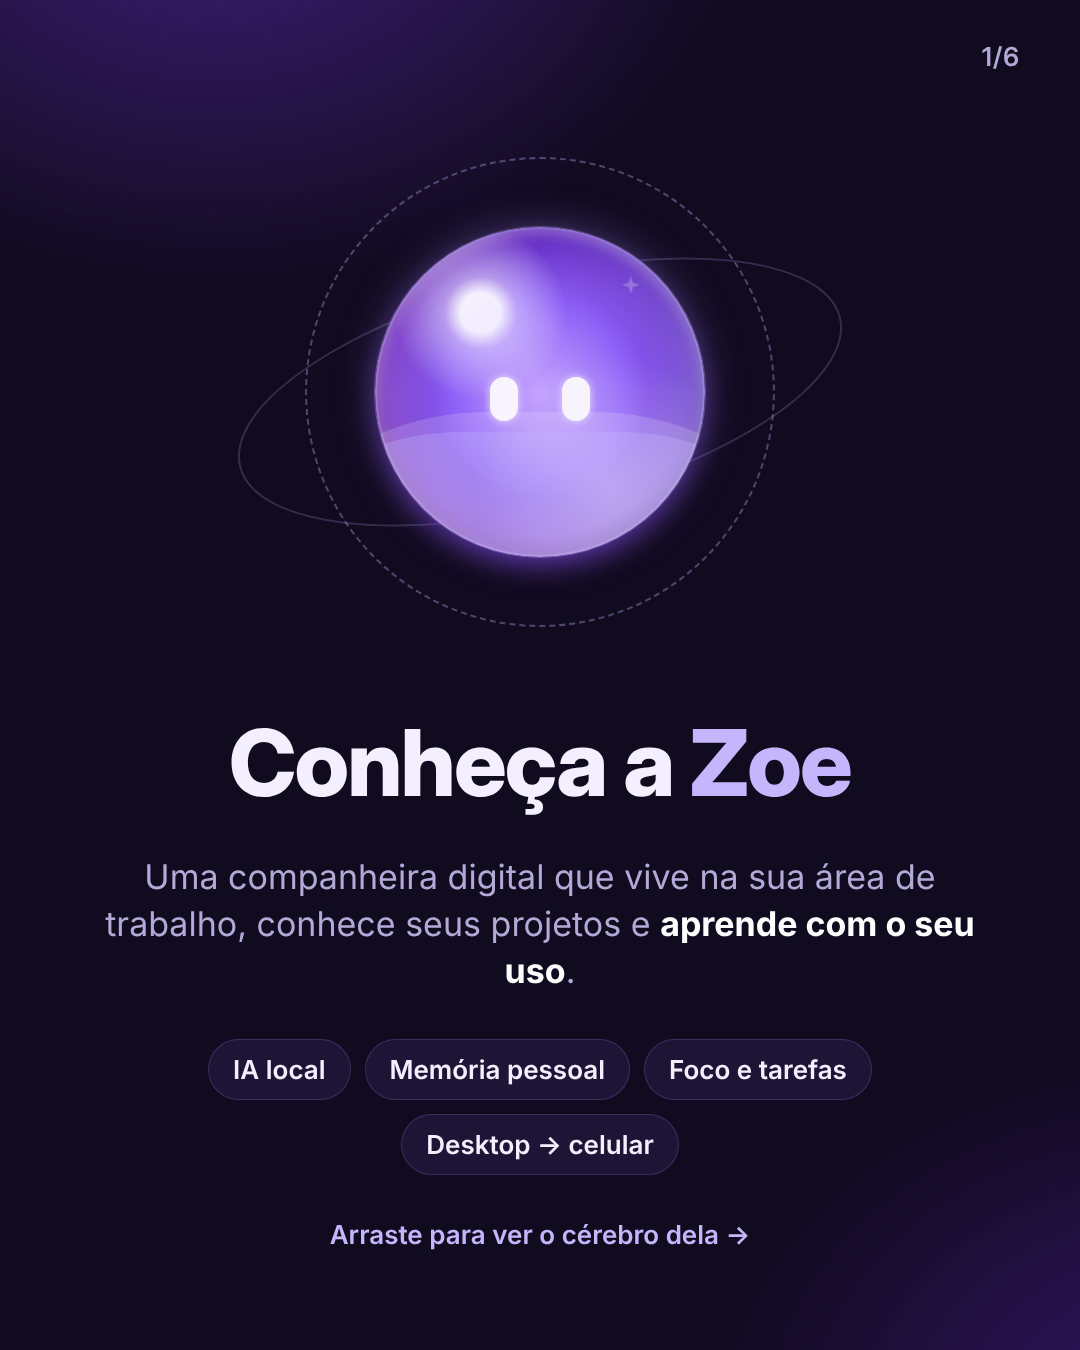 1/6
Conheça a Zoe
Uma companheira digital que vive na sua área de
trabalho, conhece seus projetos e aprende com o seu
uso.
IA local
Memória pessoal
Foco e tarefas
Desktop → celular
Arraste para ver o cérebro dela →